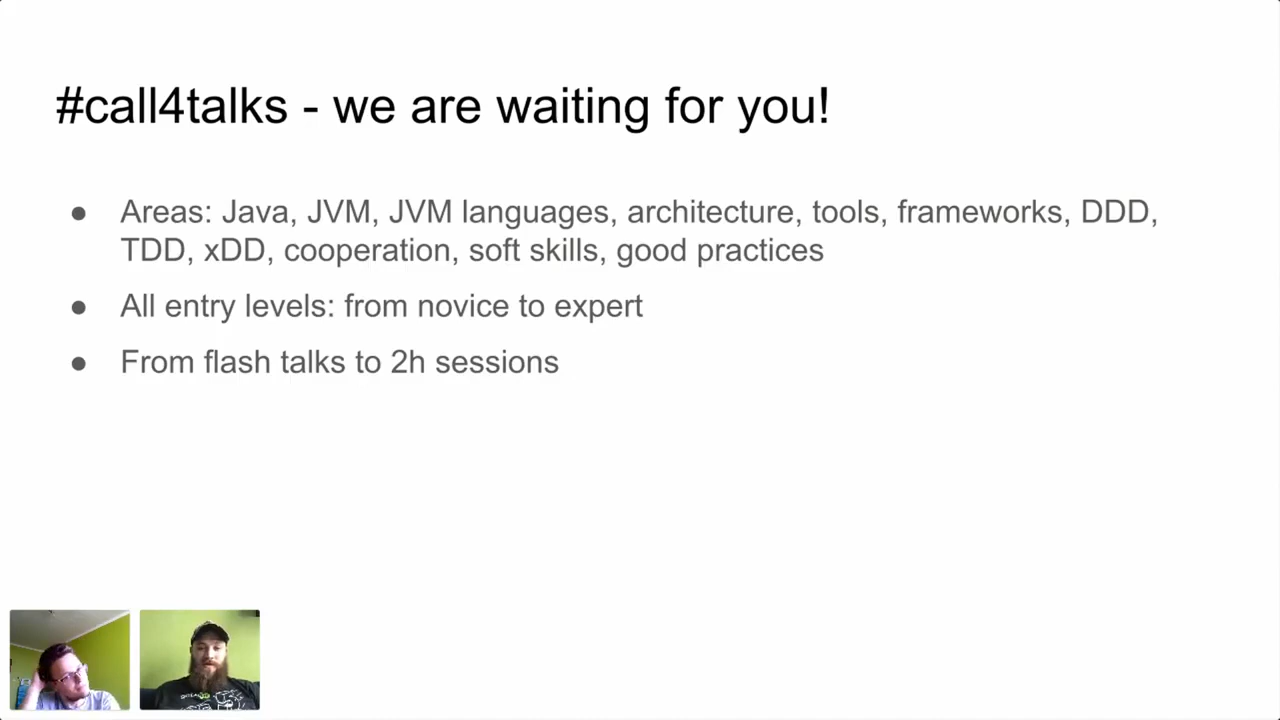 #call4talks - we are waiting for you!
● Areas: Java, JVM, JVM languages, architecture, tools, frameworks, DDD,
TDD, xDD, cooperation, soft skills, good practices
● All entry levels: from novice to expert
● From flash talks to 2h sessions